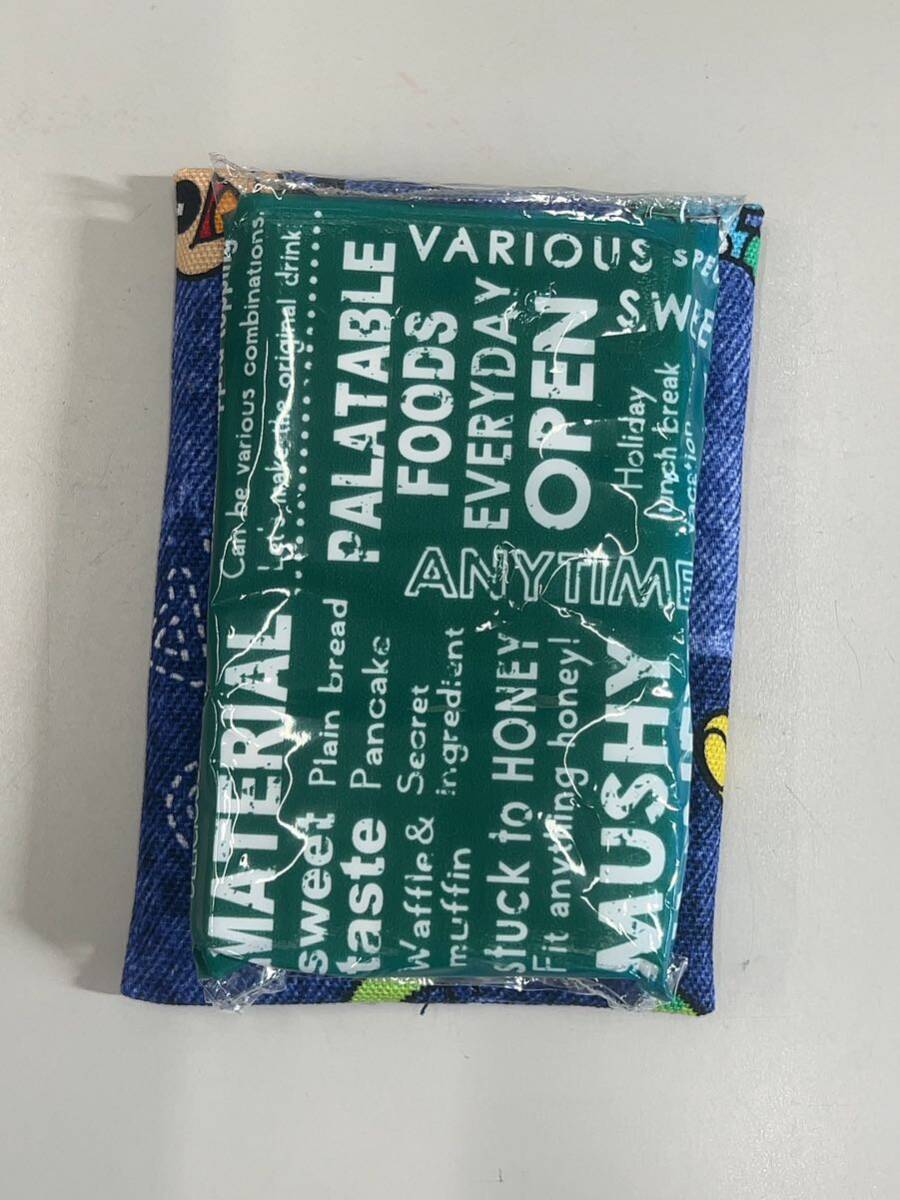 VARIOUS
SWEE
Can be various combinations.
Let's make the original drink
PALATABLE
FOODS
EVERYDAY
OPEN
Holiday
lunch break
vacation
ANYTIME
MATERIAL
sweet Plain bread
taste Pancake
Waffle & Secret
muffin ingredient
stuck to HONEY
Fit anything honey!
MUSHY